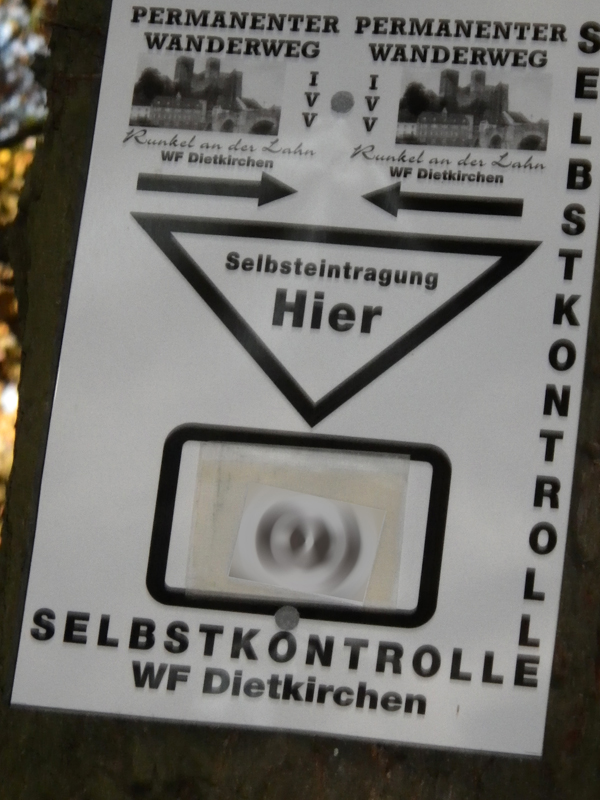 PERMANENTER
WANDERWEG
IVV
Runkel an der Lahn
WF Dietkirchen
PERMANENTER
WANDERWEG
IVV
Runkel an der Lahn
WF Dietkirchen
Selbsteintragung
Hier
SELBSTKONTROLLE
SELBSTKONTROLLE
WF Dietkirchen